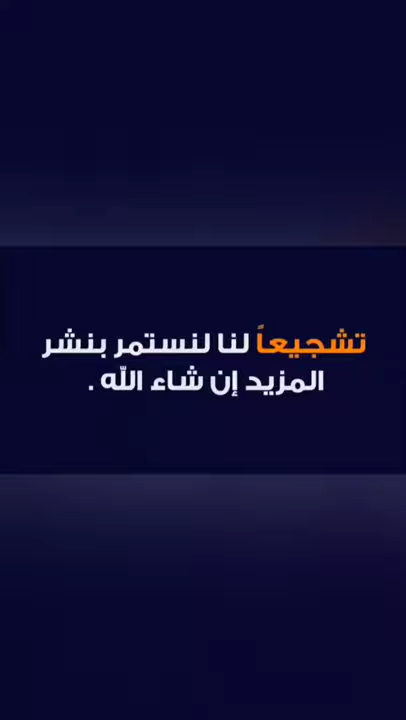 تشجيعاً لنا لنستمر بنشر
المزيد إن شاء الله .